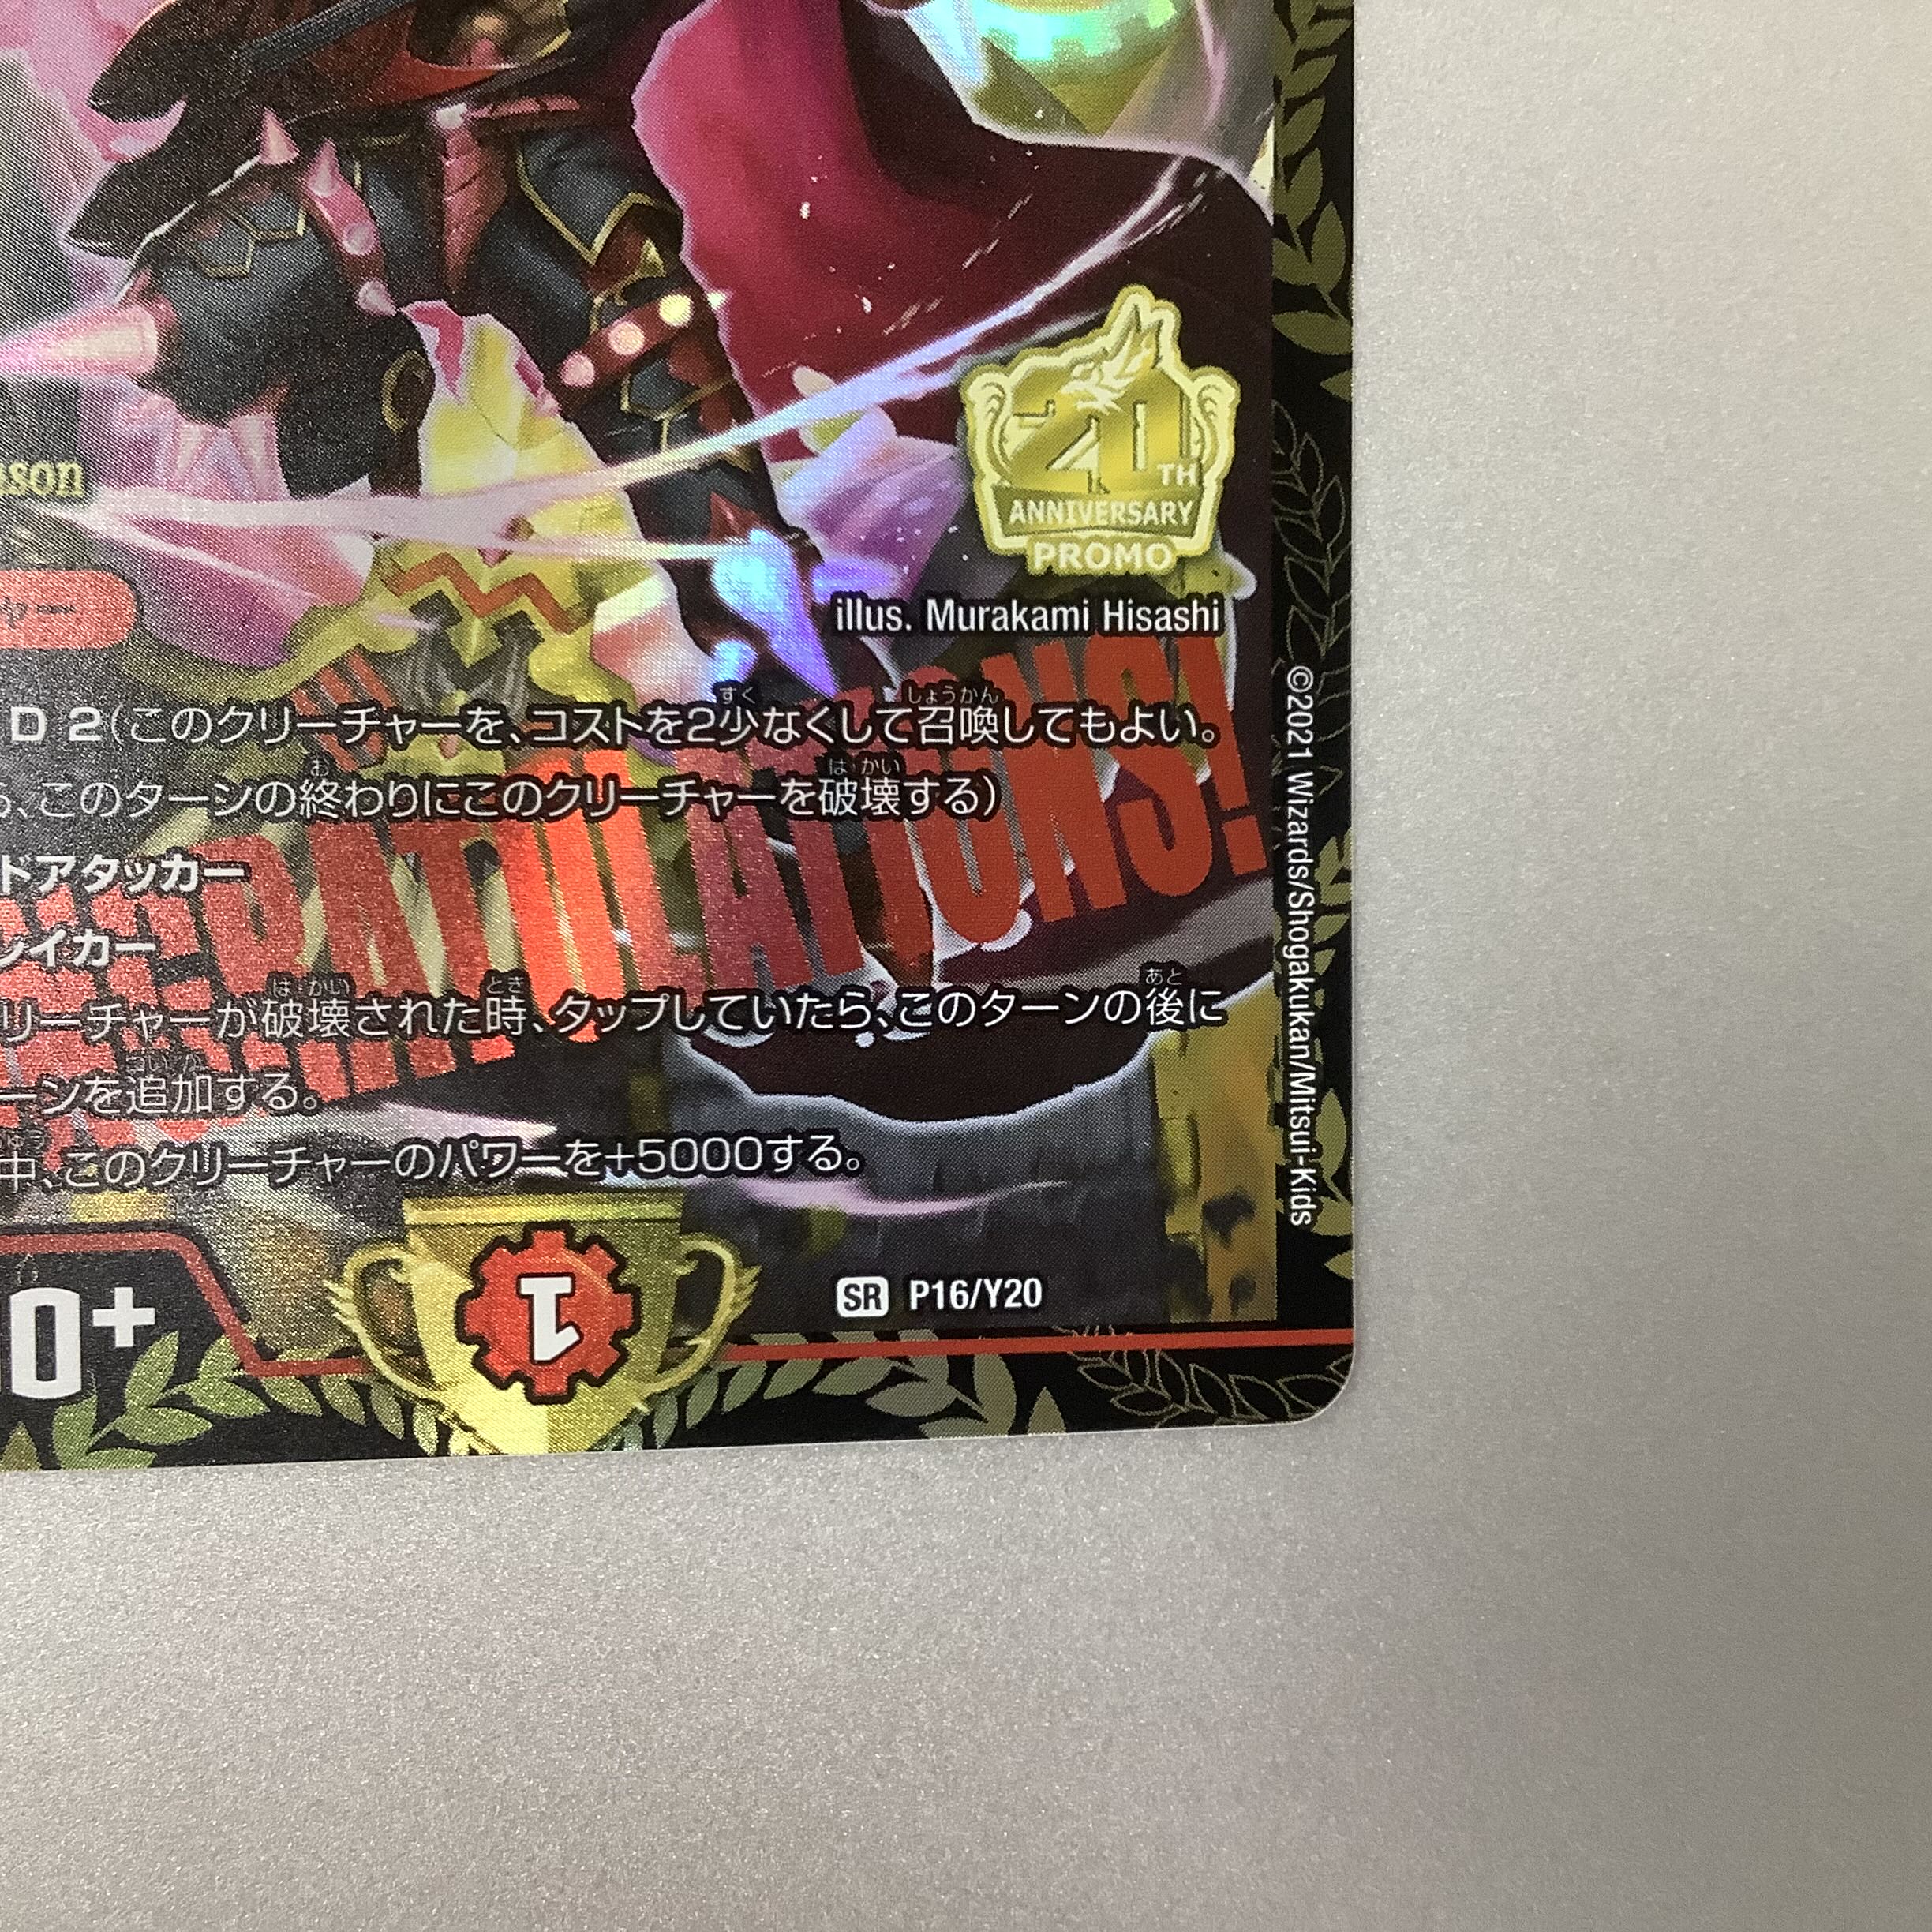 son
20TH
ANNIVERSARY
PROMO
illus. Murakami Hisashi
D 2(このクリーチャーを、コストを2少なくして召喚してもよい。
ら、このターンの終わりにこのクリーチャーを破壊する)
ドアタッカー
レイカー
リーチャーが破壊された時、タップしていたら、このターンの後に
ーンを追加する。
中、このクリーチャーのパワーを+5000する。
RATULATIONS!
0+
1
SR P16/Y20
©2021 Wizards/Shogakukan/Mitsui-Kids